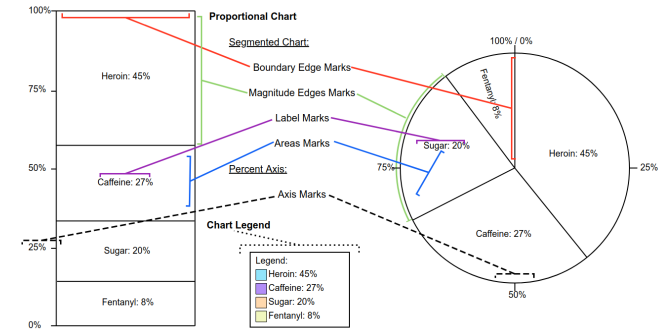 100%
75%
50%
25%
0%
Heroin: 45%
Caffeine: 27%
Sugar: 20%
Fentanyl: 8%
Proportional Chart
Segmented Chart:
Boundary Edge Marks
Magnitude Edges Marks
Label Marks
Areas Marks
Percent Axis:
Axis Marks
Chart Legend
Legend:
Heroin: 45%
Caffeine: 27%
Sugar: 20%
Fentanyl: 8%
100% / 0%
25%
50%
75%
Fentanyl: 8%
Heroin: 45%
Sugar: 20%
Caffeine: 27%